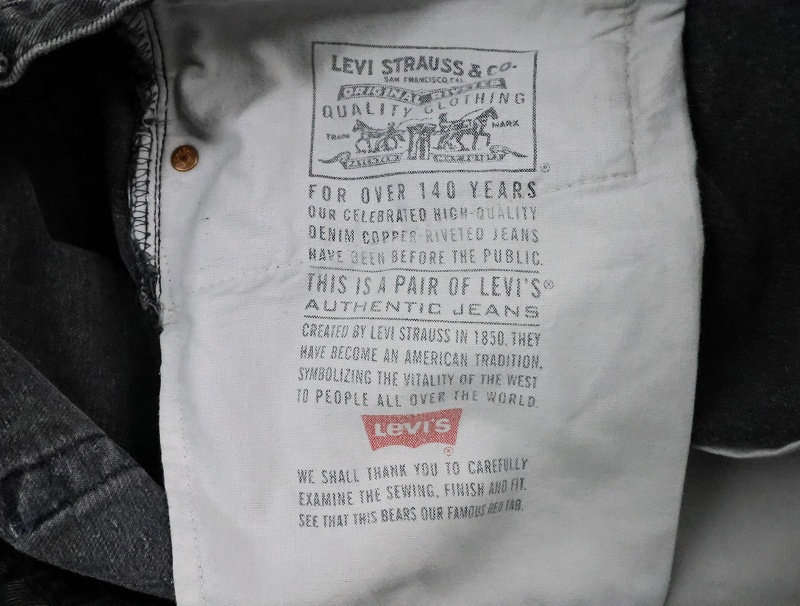 LEVI STRAUSS & CO.
SAN FRANCISCO, CAL.
ORIGINAL RIVETED
QUALITY CLOTHING
TRADE MARK
®
FOR OVER 140 YEARS
OUR CELEBRATED HIGH-QUALITY
DENIM COPPER-RIVETED JEANS
HAVE BEEN BEFORE THE PUBLIC.
THIS IS A PAIR OF LEVI'S®
AUTHENTIC JEANS
CREATED BY LEVI STRAUSS IN 1850, THEY
HAVE BECOME AN AMERICAN TRADITION,
SYMBOLIZING THE VITALITY OF THE WEST
TO PEOPLE ALL OVER THE WORLD.
Levi's
®
WE SHALL THANK YOU TO CAREFULLY
EXAMINE THE SEWING, FINISH AND FIT.
SEE THAT THIS BEARS OUR FAMOUS RED TAB.